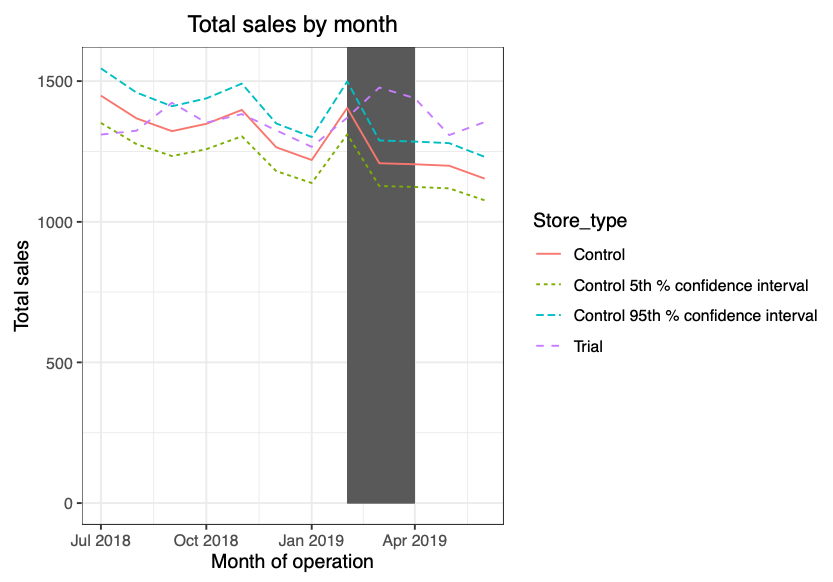 Total sales by month
1500
1000
500
0
Total sales
Jul 2018
Oct 2018
Jan 2019
Apr 2019
Month of operation
Store_type
Control
Control 5th % confidence interval
Control 95th % confidence interval
Trial